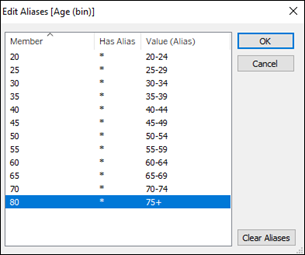 Edit Aliases [Age (bin)]
Member Has Alias Value (Alias)
20 * 20-24
25 * 25-29
30 * 30-34
35 * 35-39
40 * 40-44
45 * 45-49
50 * 50-54
55 * 55-59
60 * 60-64
65 * 65-69
70 * 70-74
80 * 75+
OK
Cancel
Clear Aliases